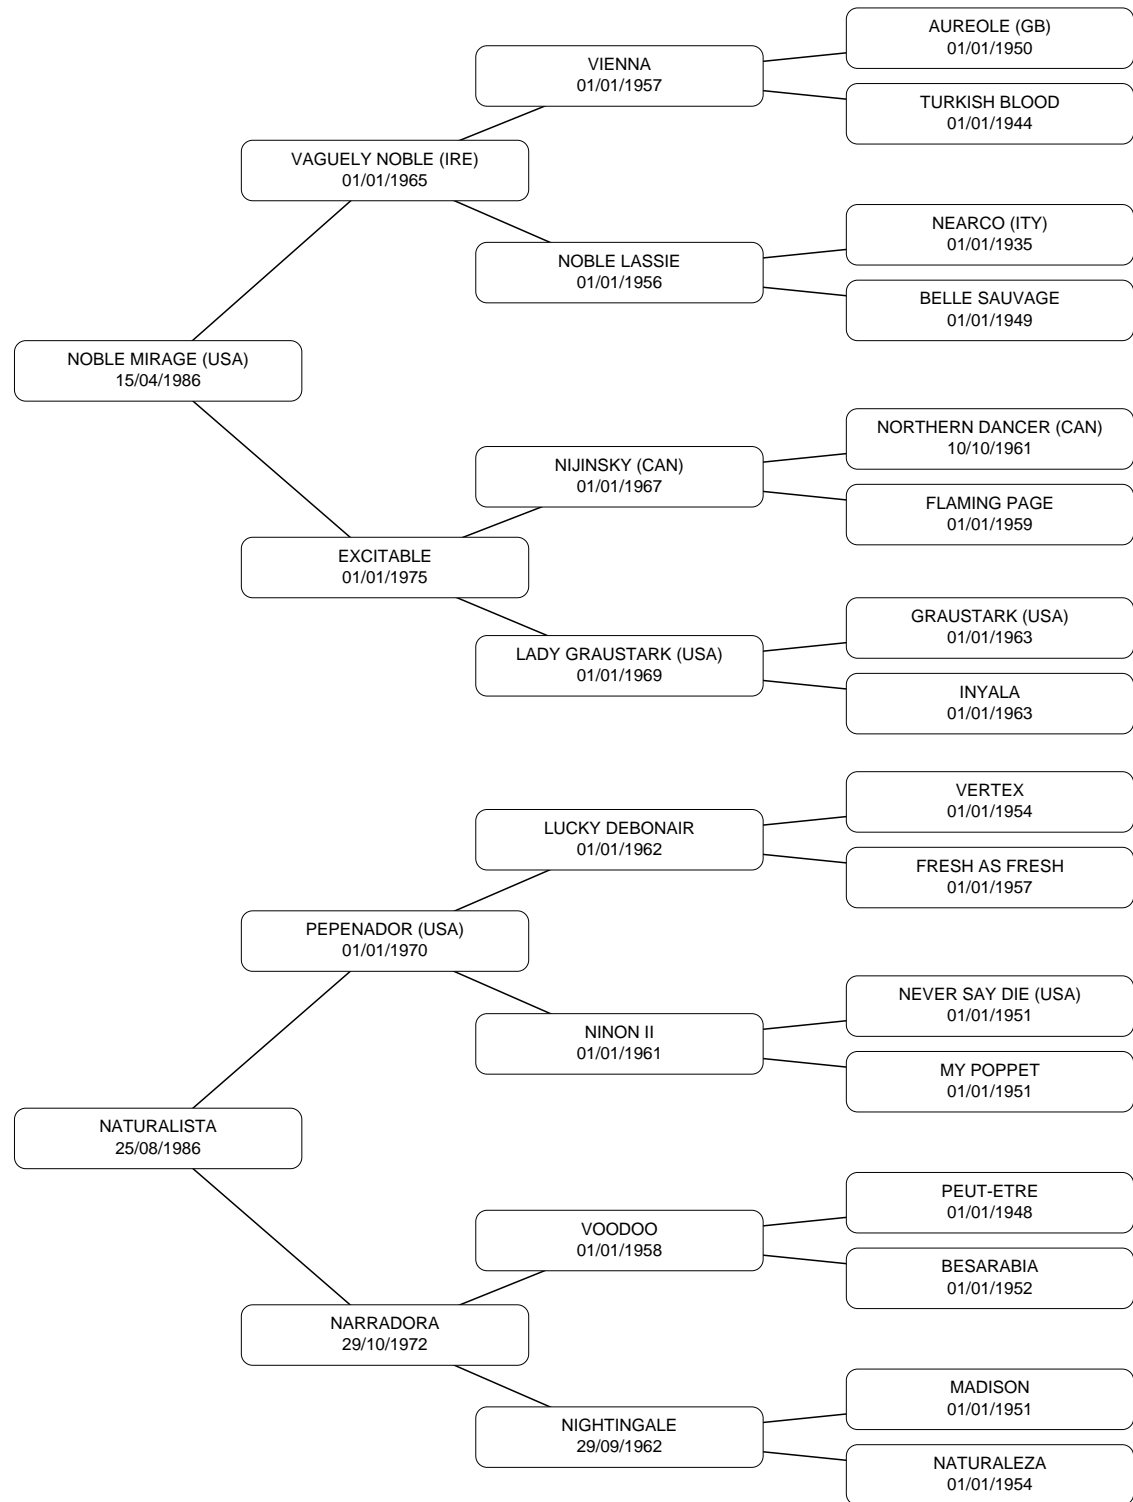 AUREOLE (GB)
01/01/1950
VIENNA
01/01/1957
TURKISH BLOOD
01/01/1944
VAGUELY NOBLE (IRE)
01/01/1965
NEARCO (ITY)
01/01/1935
NOBLE LASSIE
01/01/1956
BELLE SAUVAGE
01/01/1949
NOBLE MIRAGE (USA)
15/04/1986
NORTHERN DANCER (CAN)
10/10/1961
NIJINSKY (CAN)
01/01/1967
FLAMING PAGE
01/01/1959
EXCITABLE
01/01/1975
GRAUSTARK (USA)
01/01/1963
LADY GRAUSTARK (USA)
01/01/1969
INYALA
01/01/1963
VERTEX
01/01/1954
LUCKY DEBONAIR
01/01/1962
FRESH AS FRESH
01/01/1957
PEPENADOR (USA)
01/01/1970
NEVER SAY DIE (USA)
01/01/1951
NINON II
01/01/1961
MY POPPET
01/01/1951
NATURALISTA
25/08/1986
PEUT-ETRE
01/01/1948
VOODOO
01/01/1958
BESARABIA
01/01/1952
NARRADORA
29/10/1972
MADISON
01/01/1951
NIGHTINGALE
29/09/1962
NATURALEZA
01/01/1954